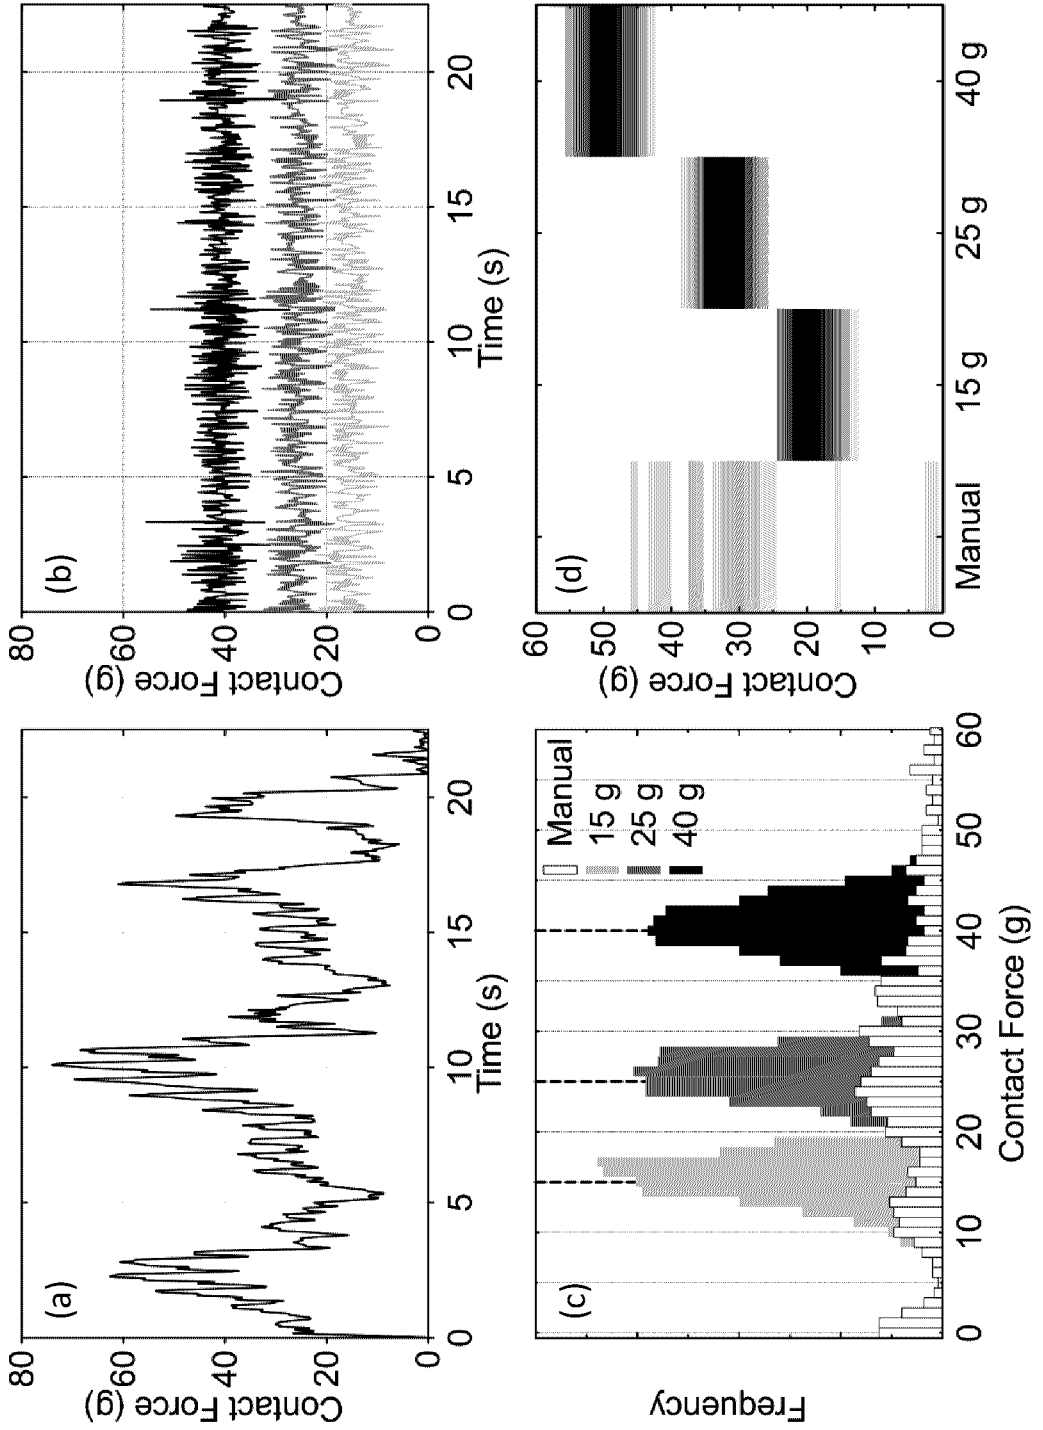 (a)
Contact Force (g)
80
60
40
20
0
0 5 10 15 20
Time (s)
(b)
Contact Force (g)
80
60
40
20
0
0 5 10 15 20
Time (s)
(c)
Frequency
Manual
15 g
25 g
40 g
0 10 20 30 40 50 60
Contact Force (g)
(d)
Contact Force (g)
60
50
40
30
20
10
0
Manual 15 g 25 g 40 g